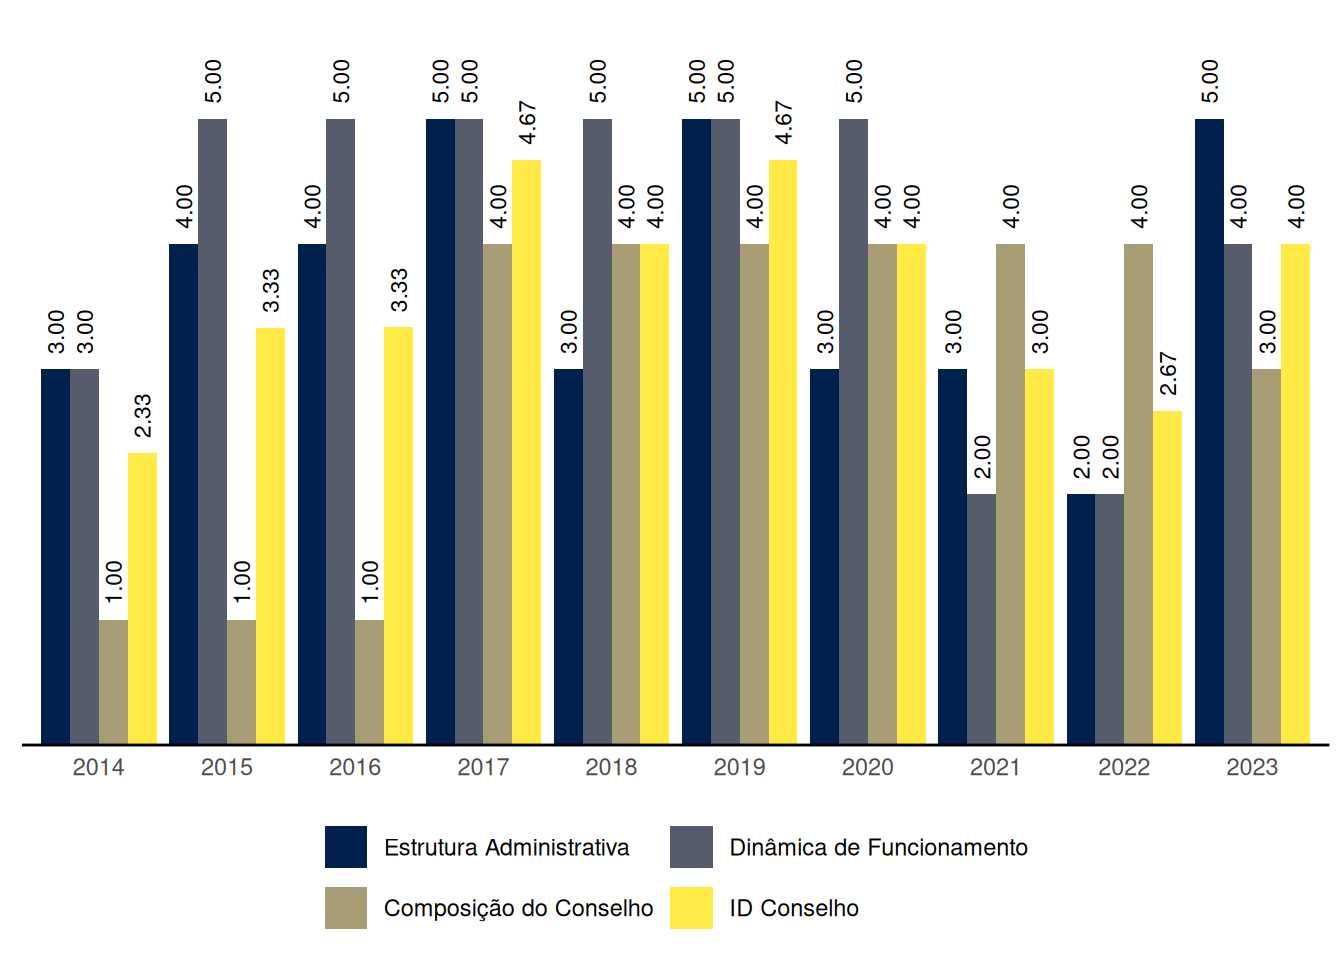 5.00 5.00 5.00 5.00 5.00 5.00 5.00 5.00 5.00
4.67 4.67
4.00 4.00 4.00 4.00 4.00 4.00 4.00 4.00 4.00 4.00 4.00 4.00 4.00
3.33 3.33
3.00 3.00 3.00 3.00 3.00 3.00 3.00
2.67
2.33
2.00 2.00 2.00
1.00 1.00 1.00
2014 2015 2016 2017 2018 2019 2020 2021 2022 2023
Estrutura Administrativa Dinâmica de Funcionamento
Composição do Conselho ID Conselho